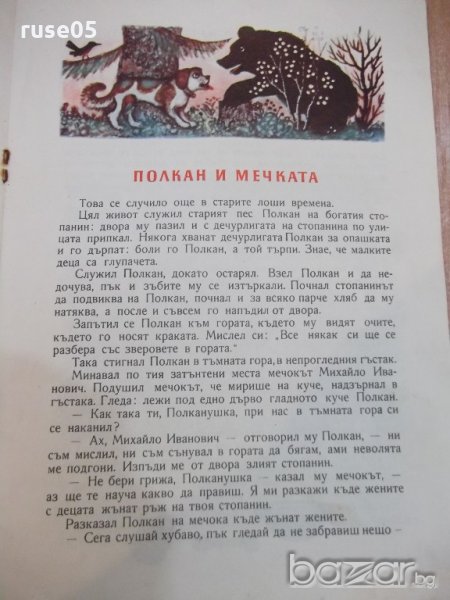 ruse05
ПОЛКАН И МЕЧКАТА
Това се случило още в старите лоши времена.
Цял живот служил старият пес Полкан на богатия сто-
панин: двора му пазил и с дечурлигата на стопанина по ули-
цата припкал. Някога хванат дечурлигата Полкан за опашката
и го дърпат: боли го Полкан, а той търпи. Знае, че малките
деца са глупачета.
Служил Полкан, докато остарял. Взел Полкан и да не-
дочува, пък и зъбите му се изтъркали. Почнал стопанинът
да подвиква на Полкан, почнал и за всяко парче хляб да му
натяква, а после и съвсем го напъдил от двора.
Запътил се Полкан към гората, където му видят очите,
където го носят краката. Мислел си: „Все някак си ще се
разбера със зверовете в гората.“
Така стигнал Полкан в тъмната гора, в непрогледния гъстак.
Минавал по тия затънтени места мечокът Михайло Ива-
нович. Подушил мечокът, че мирише на куче, надзърнал в
гъстака. Гледа: лежи под едно дърво гладното куче Полкан.
— Как така ти, Полканушка, при нас в тъмната гора си
се наканил?
— Ах, Михайло Иванович — отговорил му Полкан, — ни
съм мислил, ни съм сънувал в гората да бягам, ами неволята
ме подгони. Изпъди ме от двора злият стопанин.
— Не бери грижа, Полканушка — казал му мечокът, —
аз ще те науча какво да правиш. Я ми разкажи къде жените
с децата жънат ръж на твоя стопанин.
Разказал Полкан на мечока къде жънат жените.
— Сега слушай хубаво, пък гледай да не забравиш нещо —
bazar.bg